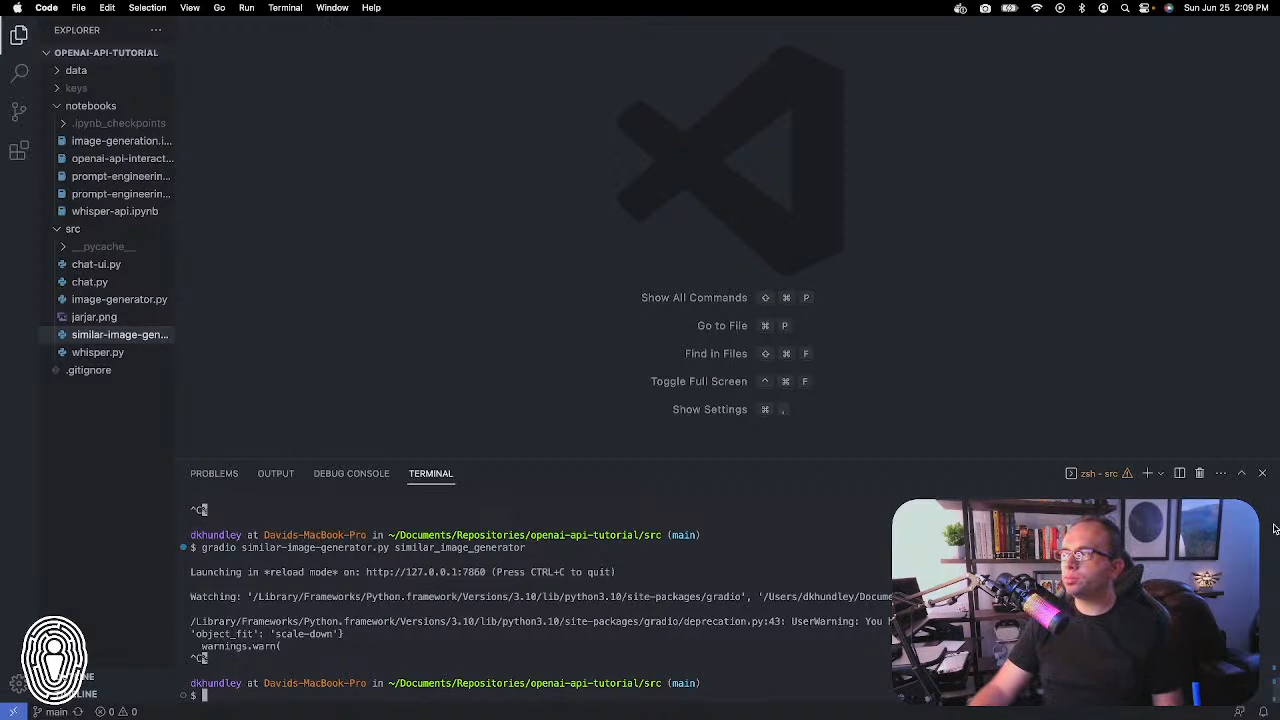 Code File Edit Selection View Go Run Terminal Window Help Sun Jun 25 2:09 PM
EXPLORER
OPENAI-API-TUTORIAL
data
keys
notebooks
.ipynb_checkpoints
image-generation.i...
openai-api-interact...
prompt-engineerin...
prompt-engineerin...
whisper-api.ipynb
src
__pycache__
chat-ui.py
chat.py
image-generator.py
jarjar.png
similar-image-gen...
whisper.py
.gitignore
Show All Commands ⇧ ⌘ P
Go to File ⌘ P
Find in Files ⇧ ⌘ F
Toggle Full Screen ^ ⌘ F
Show Settings ⌘ ,
PROBLEMS OUTPUT DEBUG CONSOLE TERMINAL zsh - src
^C
dkhundley at Davids-MacBook-Pro in ~/Documents/Repositories/openai-api-tutorial/src (main)
$ gradio similar-image-generator.py similar_image_generator
Launching in *reload mode* on: http://127.0.0.1:7860 (Press CTRL+C to quit)
Watching: '/Library/Frameworks/Python.framework/Versions/3.10/lib/python3.10/site-packages/gradio', '/Users/dkhundley/Docume
/Library/Frameworks/Python.framework/Versions/3.10/lib/python3.10/site-packages/gradio/deprecation.py:43: UserWarning: You h
'object_fit': 'scale-down'}
warnings.warn(
^C
dkhundley at Davids-MacBook-Pro in ~/Documents/Repositories/openai-api-tutorial/src (main)
$
main 0 0